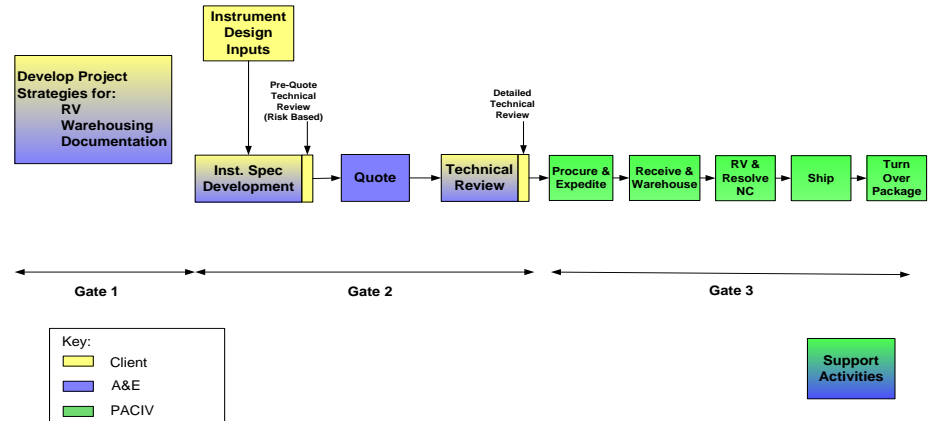 Instrument
Design
Inputs
Develop Project
Strategies for:
RV
Warehousing
Documentation
Pre-Quote
Technical
Review
(Risk Based)
Detailed
Technical
Review
Inst. Spec
Development
Quote
Technical
Review
Procure &
Expedite
Receive &
Warehouse
RV &
Resolve
NC
Ship
Turn
Over
Package
Gate 1
Gate 2
Gate 3
Key:
Client
A&E
PACIV
Support
Activities